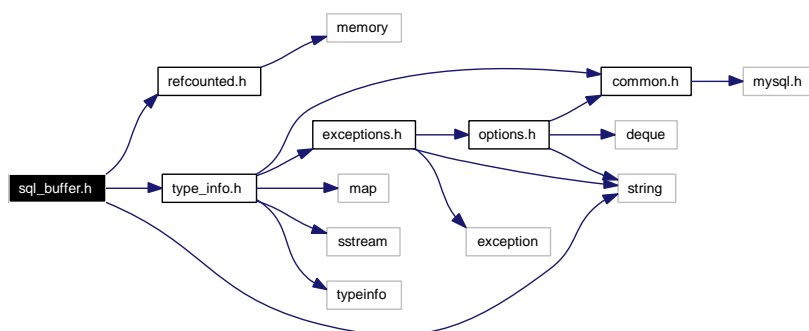 memory
refcounted.h
common.h
mysql.h
exceptions.h
options.h
deque
sql_buffer.h
type_info.h
map
string
sstream
exception
typeinfo